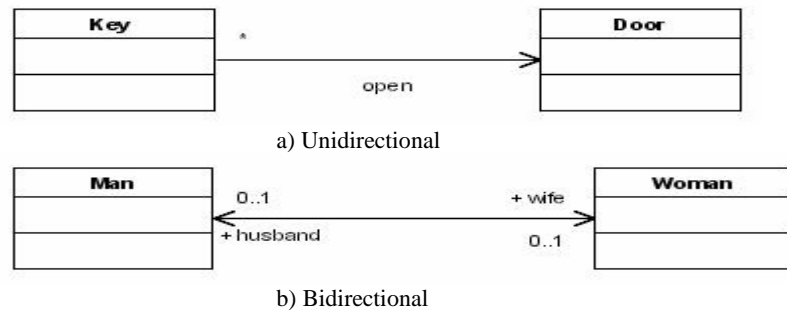 Key Door
*
open
a) Unidirectional
Man Woman
0..1 + wife
+ husband 0..1
b) Bidirectional